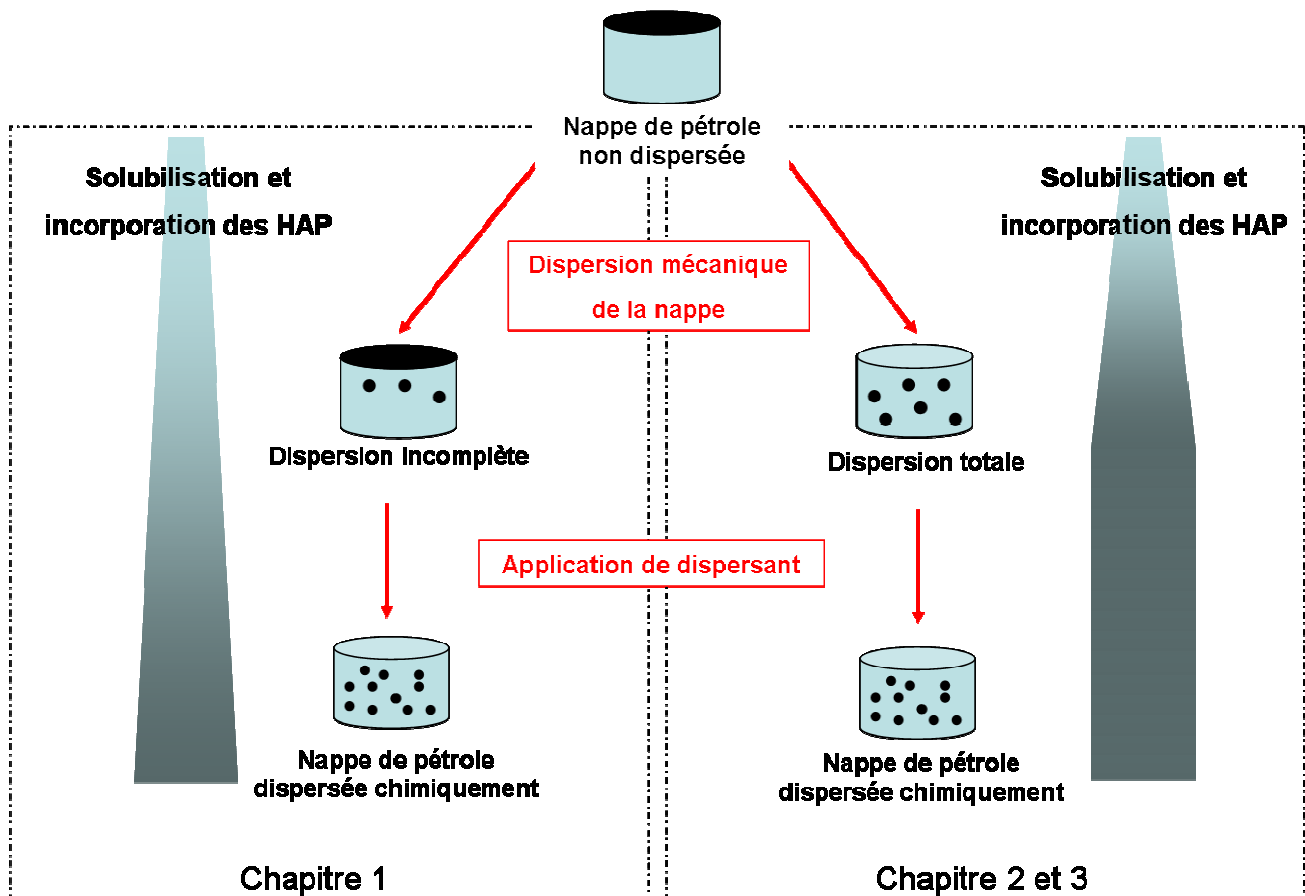 Nappe de pétrole
non dispersée
Solubilisation et
incorporation des HAP
Solubilisation et
incorporation des HAP
Dispersion mécanique
de la nappe
Dispersion incomplète
Dispersion totale
Application de dispersant
Nappe de pétrole
dispersée chimiquement
Nappe de pétrole
dispersée chimiquement
Chapitre 1
Chapitre 2 et 3